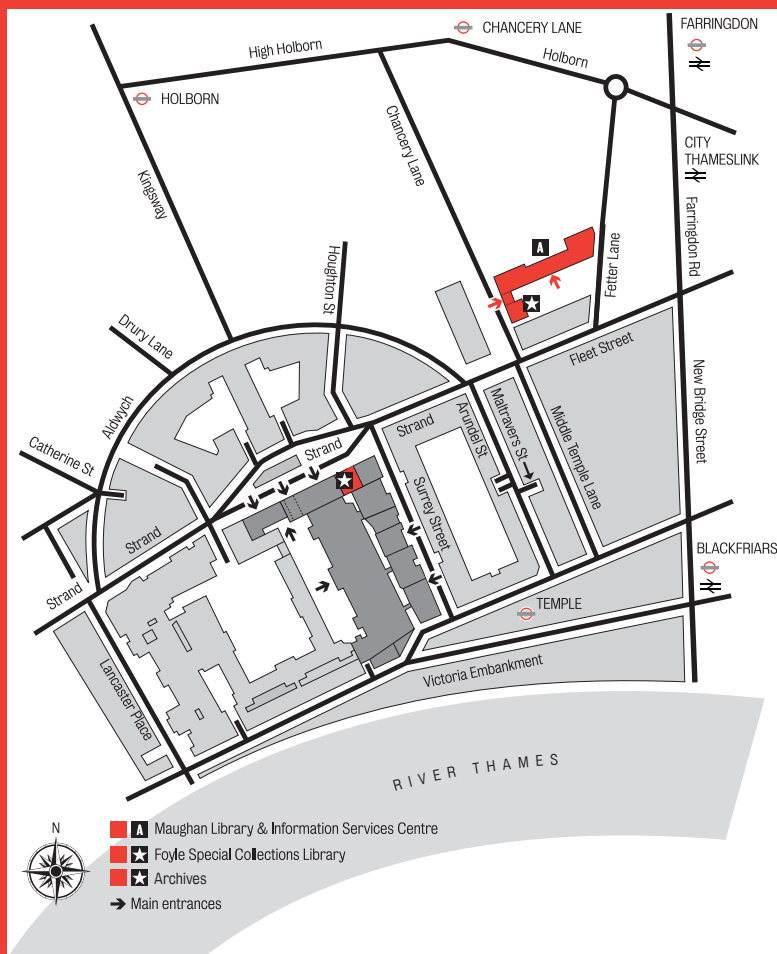 CHANCERY LANE
FARRINGDON
High Holborn
Holborn
HOLBORN
Chancery Lane
CITY
THAMESLINK
Kingsway
Farringdon Rd
Houghton St
A
Fetter Lane
Drury Lane
Fleet Street
Aldwych
New Bridge Street
Maltravers St
Arundel St
Strand
Middle Temple Lane
Catherine St
Strand
Surrey Street
Strand
BLACKFRIARS
Strand
TEMPLE
Lancaster Place
Victoria Embankment
RIVER THAMES
N
A Maughan Library & Information Services Centre
Foyle Special Collections Library
Archives
Main entrances